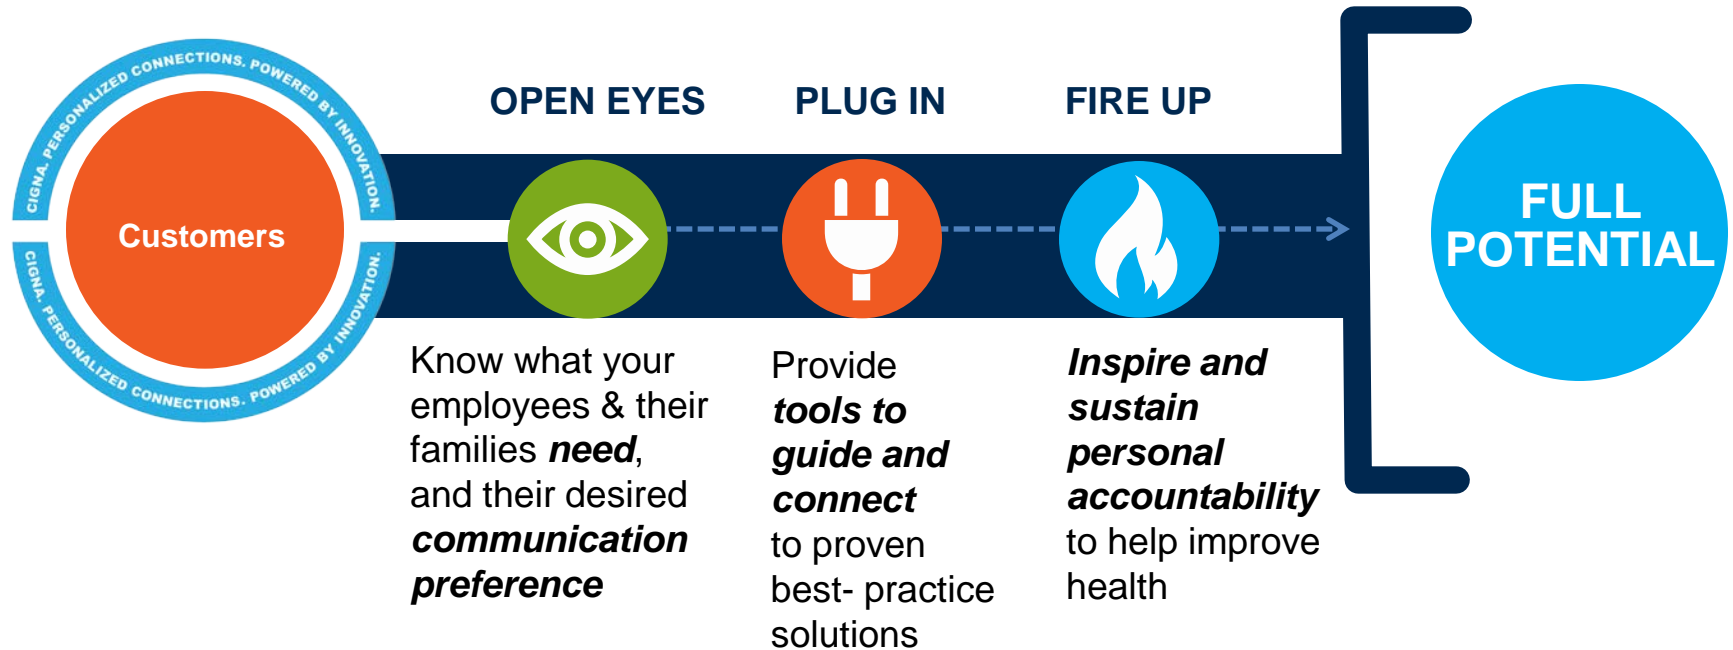 CIGNA. PERSONALIZED CONNECTIONS. POWERED BY INNOVATION.
Customers
CIGNA. PERSONALIZED CONNECTIONS. POWERED BY INNOVATION.
OPEN EYES
Know what your
employees & their
families need,
and their desired
communication
preference
PLUG IN
Provide
tools to
guide and
connect
to proven
best- practice
solutions
FIRE UP
Inspire and
sustain
personal
accountability
to help improve
health
FULL
POTENTIAL